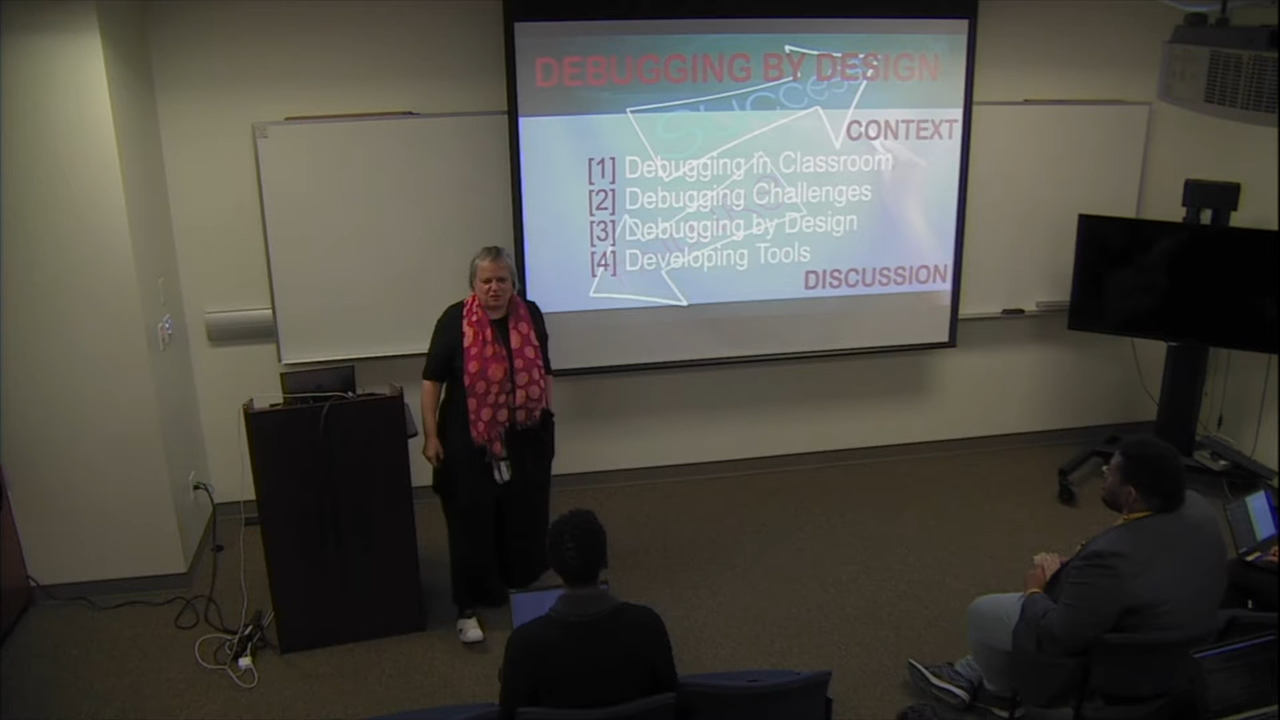 DEBUGGING BY DESIGN
success
CONTEXT
[1] Debugging in Classroom
[2] Debugging Challenges
[3] Debugging by Design
[4] Developing Tools
DISCUSSION